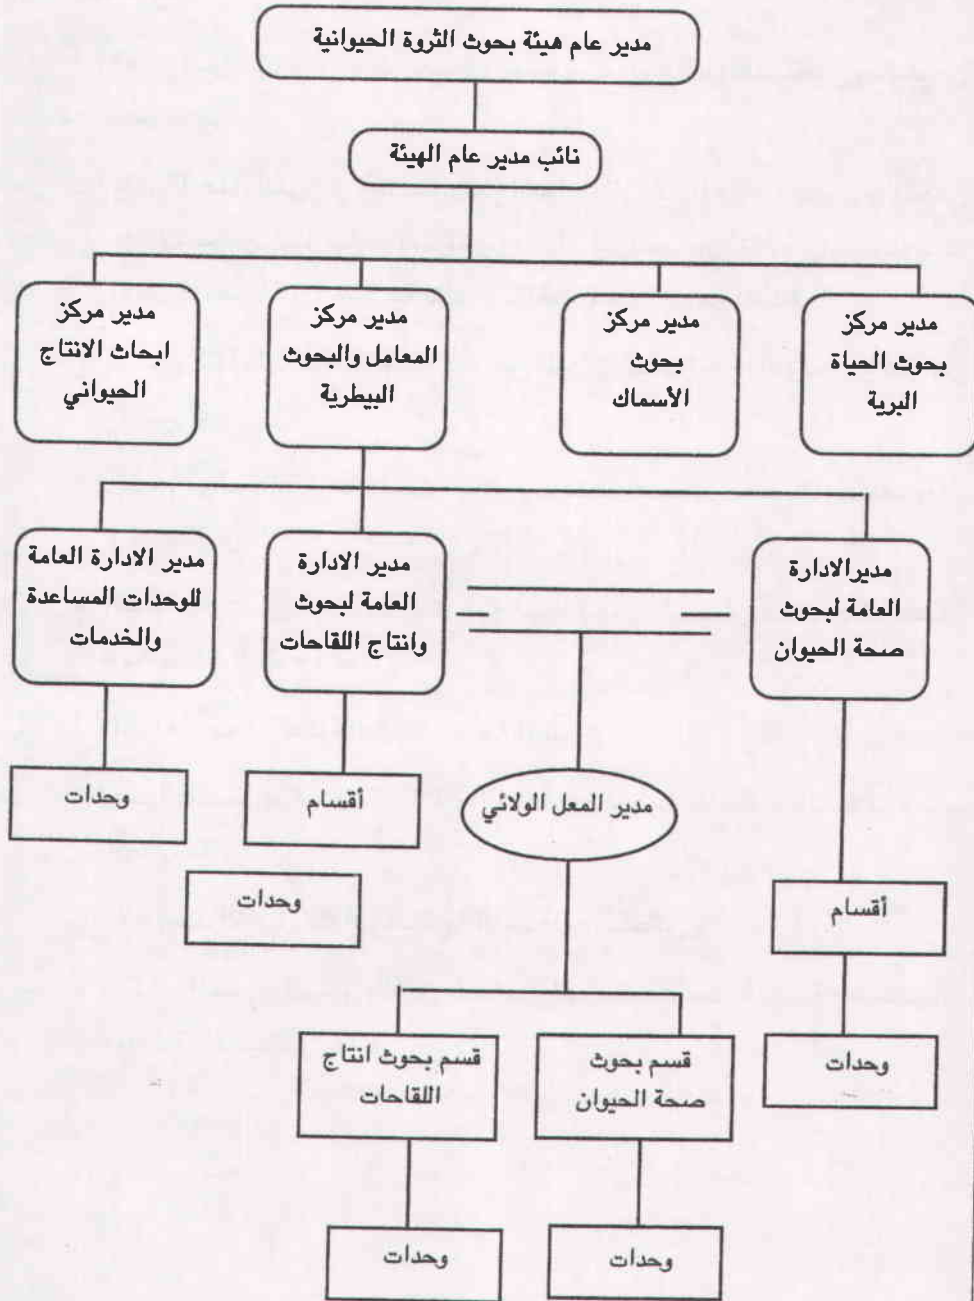 مدير عام هيئة بحوث الثروة الحيوانية
نائب مدير عام الهيئة
مدير مركز
بحوث الحياة
البرية
مدير مركز
بحوث
الأسماك
مدير مركز
المعامل والبحوث
البيطرية
مدير مركز
ابحاث الانتاج
الحيواني
مديرالادارة
العامة لبحوث
صحة الحيوان
مدير الادارة
العامة لبحوث
وانتاج اللقاحات
مدير الادارة العامة
للوحدات المساعدة
والخدمات
مدير المعل الولائي
أقسام
وحدات
وحدات
أقسام
وحدات
قسم بحوث
صحة الحيوان
قسم بحوث انتاج
اللقاحات
وحدات
وحدات